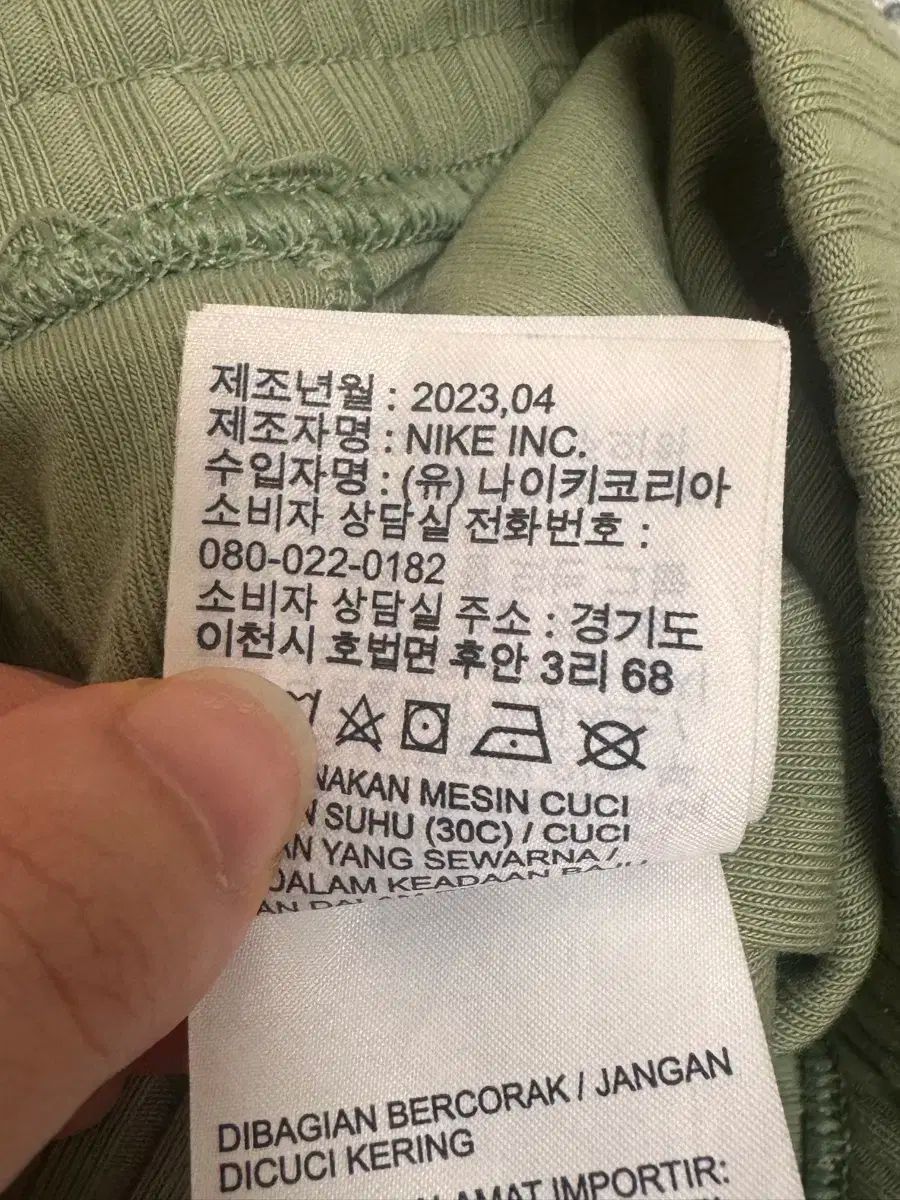 제조년월 : 2023,04
제조자명 : NIKE INC.
수입자명 : (유) 나이키코리아
소비자 상담실 전화번호 :
080-022-0182
소비자 상담실 주소 : 경기도
이천시 호법면 후안 3리 68
NAKAN MESIN CUCI
SUHU (30C) / CUCI
AN YANG SEWARNA /
DALAM KEADAAN
DIBAGIAN BERCORAK / JANGAN
DICUCI KERING
ALAMAT IMPORTIR: